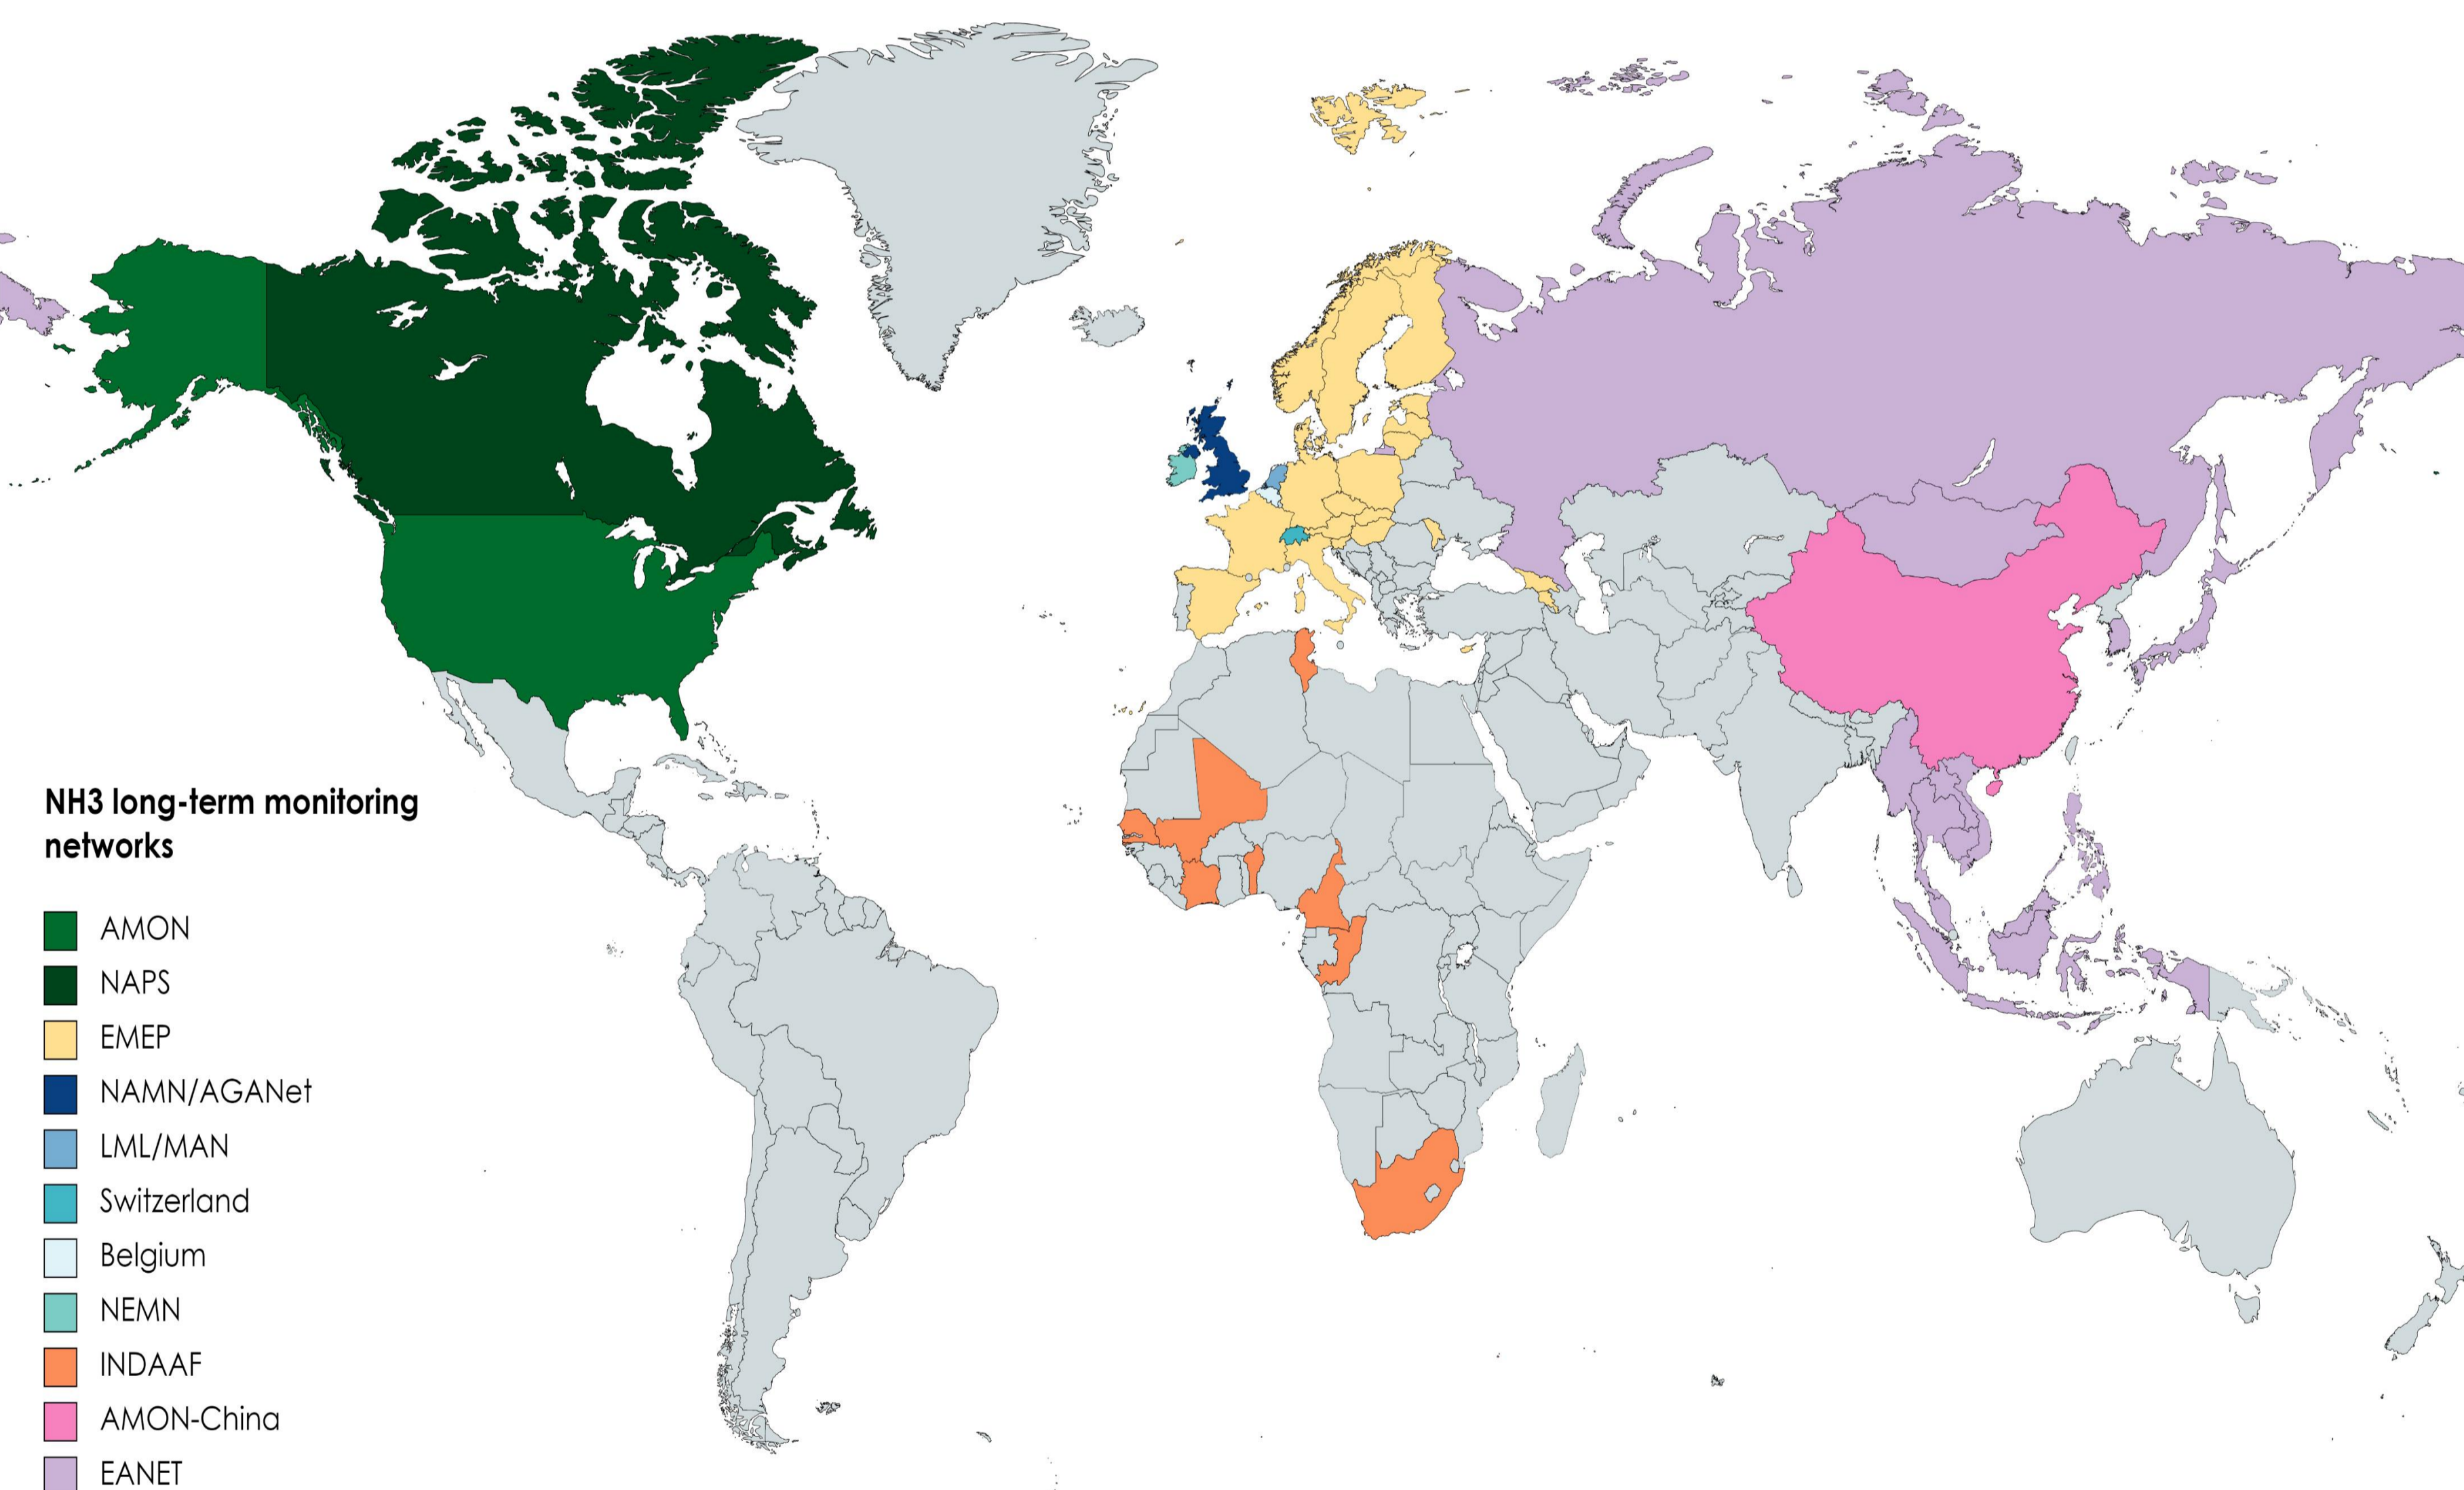 NH3 long-term monitoring
networks
AMON
NAPS
EMEP
NAMN/AGANet
LML/MAN
Switzerland
Belgium
NEMN
INDAAF
AMON-China
EANET